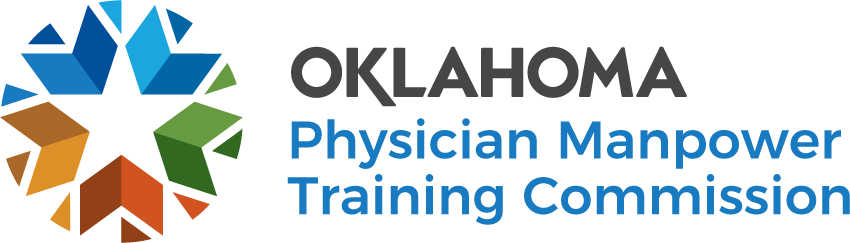 OKLAHOMA
Physician Manpower
Training Commission